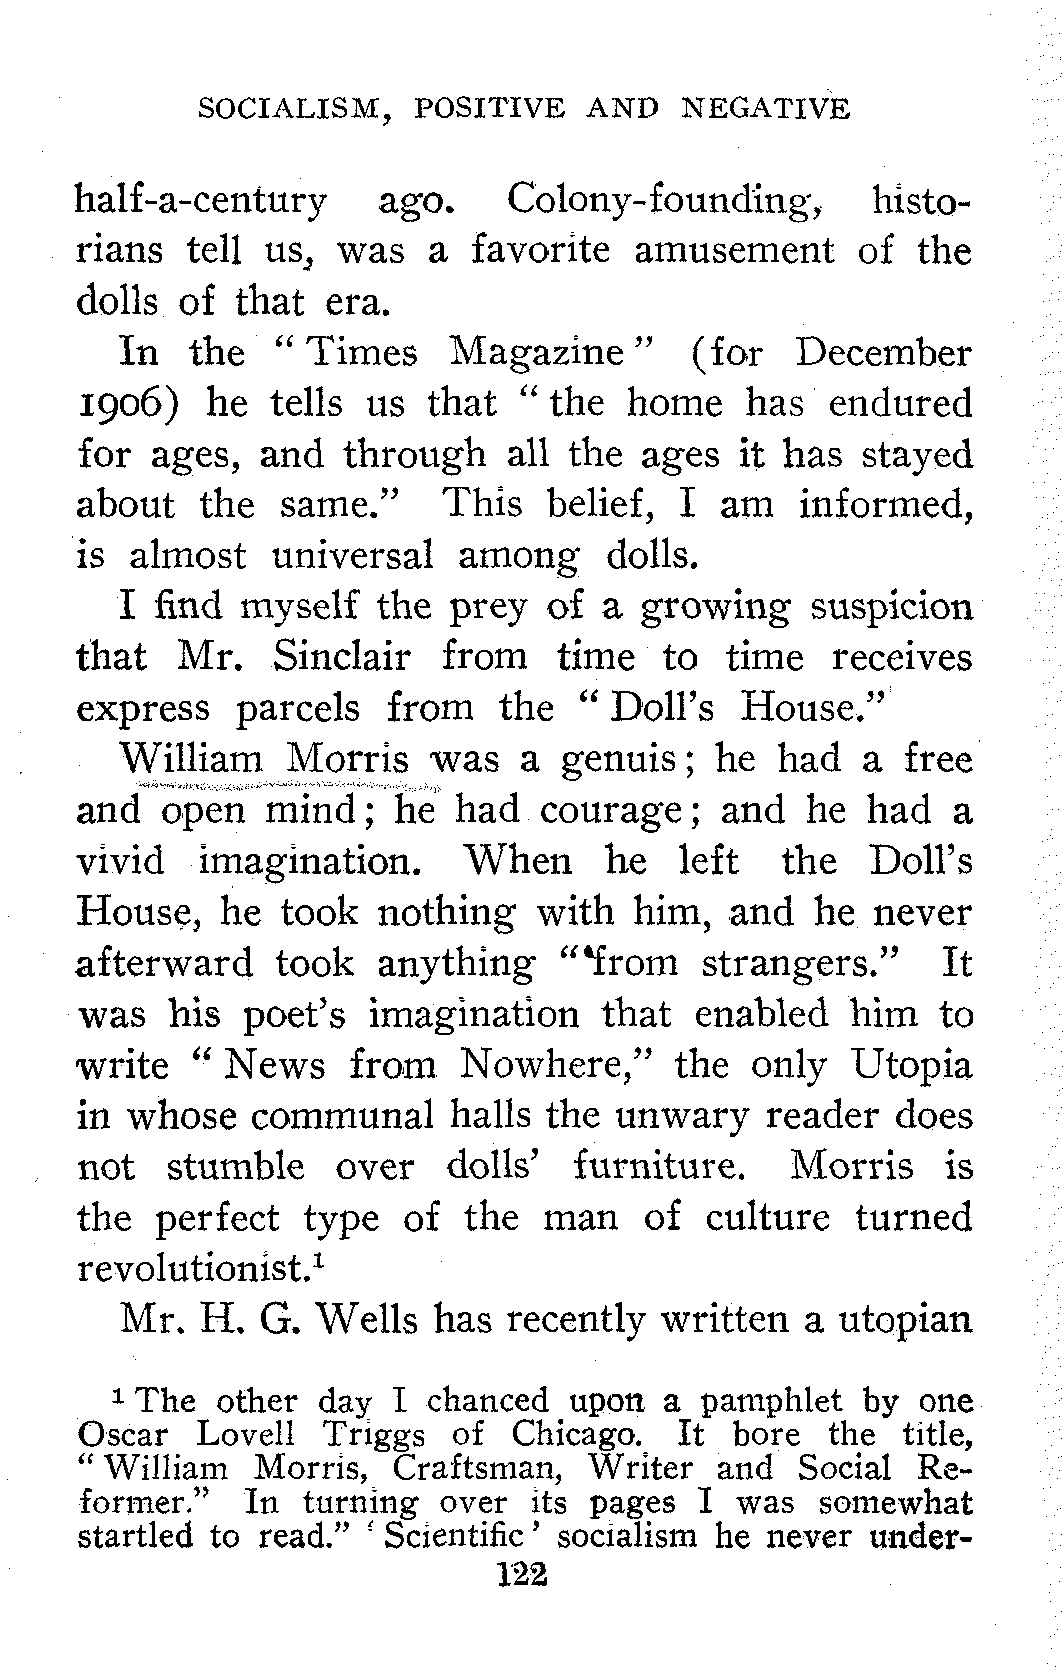 SOCIALISM, POSITIVE AND NEGATIVE
half-a-century ago. Colony-founding, histo-
rians tell us, was a favorite amusement of the
dolls of that era.
In the “ Times Magazine ” (for December
1906) he tells us that “ the home has endured
for ages, and through all the ages it has stayed
about the same.” This belief, I am informed,
is almost universal among dolls.
I find myself the prey of a growing suspicion
that Mr. Sinclair from time to time receives
express parcels from the “ Doll’s House.”
William Morris was a genuis; he had a free
and open mind; he had courage; and he had a
vivid imagination. When he left the Doll’s
House, he took nothing with him, and he never
afterward took anything “‘from strangers.” It
was his poet’s imagination that enabled him to
write “ News from Nowhere,” the only Utopia
in whose communal halls the unwary reader does
not stumble over dolls’ furniture. Morris is
the perfect type of the man of culture turned
revolutionist.¹
Mr. H. G. Wells has recently written a utopian
¹ The other day I chanced upon a pamphlet by one
Oscar Lovell Triggs of Chicago. It bore the title,
“ William Morris, Craftsman, Writer and Social Re-
former.” In turning over its pages I was somewhat
startled to read.” ‘ Scientific ’ socialism he never under-
122